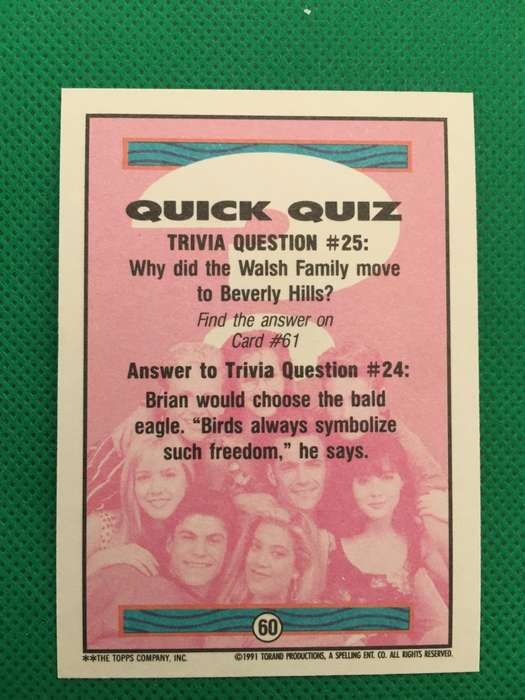 QUICK QUIZ
TRIVIA QUESTION #25:
Why did the Walsh Family move
to Beverly Hills?
Find the answer on
Card #61
Answer to Trivia Question #24:
Brian would choose the bald
eagle. “Birds always symbolize
such freedom,” he says.
60
**THE TOPPS COMPANY, INC.
©1991 TORAND PRODUCTIONS, A SPELLING ENT. CO. ALL RIGHTS RESERVED.